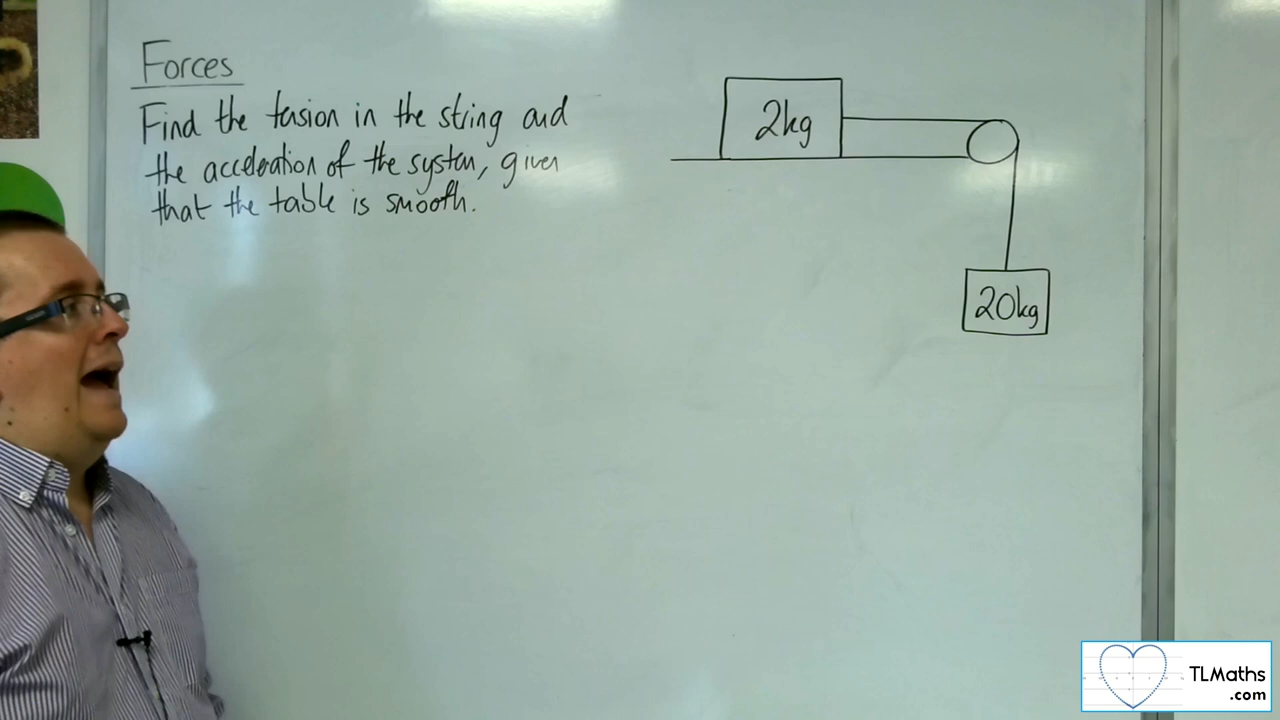 Forces
Find the tension in the string and
the acceleration of the system, given
that the table is smooth.
2kg
20kg
TLMaths
.com